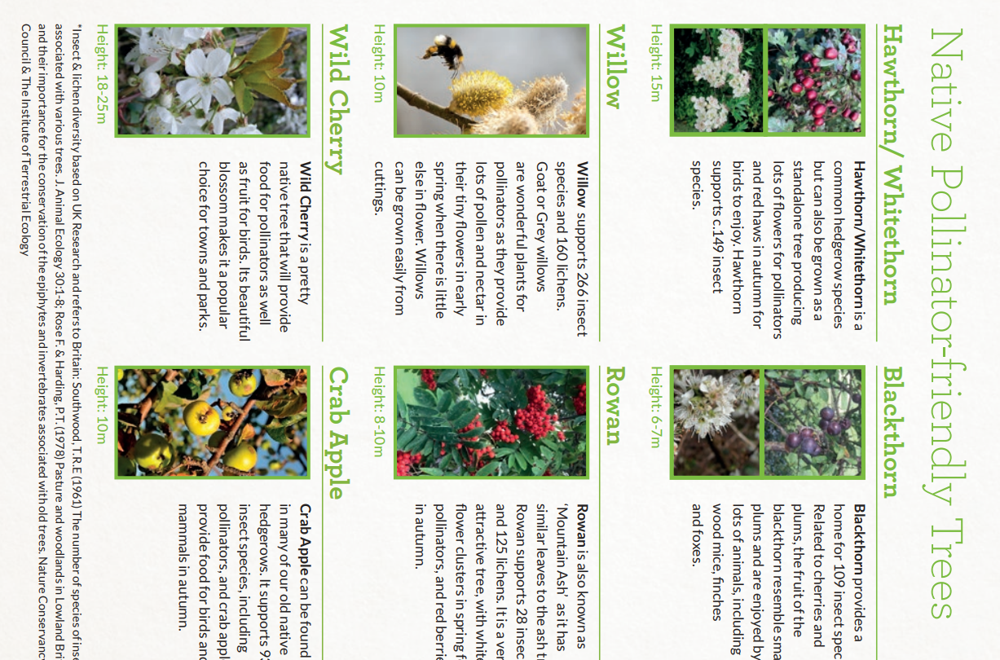 Native Pollinator-friendly Trees
Hawthorn/ Whitethorn
Height: 15m
Hawthorn/Whitethorn is a
common hedgerow species
but can also be grown as a
standalone tree producing
lots of flowers for pollinators
and red haws in autumn for
birds to enjoy. Hawthorn
supports c.149 insect
species.
Blackthorn
Height: 6-7m
Blackthorn provides a
home for 109 insect spec
Related to cherries and
plums, the fruit of the
blackthorn resemble sma
plums and are enjoyed by
lots of animals, including
wood mice, finches
and foxes.
Willow
Height: 10m
Willow supports 266 insect
species and 160 lichens.
Goat or Grey willows
are wonderful plants for
pollinators as they provide
lots of pollen and nectar in
their tiny flowers in early
spring when there is little
else in flower. Willows
can be grown easily from
cuttings.
Rowan
Height: 8-10m
Rowan is also known as
‘Mountain Ash’ as it has
similar leaves to the ash
Rowan supports 28 insec
and 125 lichens. It is a ver
attractive tree, with white
flower clusters in spring f
pollinators, and red berrie
in autumn.
Wild Cherry
Height: 18-25m
Wild Cherry is a pretty
native tree that will provide
food for pollinators as well
as fruit for birds. Its beautiful
blossom makes it a popular
choice for towns and parks.
Crab Apple
Height: 10m
Crab Apple can be found
in many of our old native
hedgerows. It supports 9
insect species, including
pollinators, and crab appl
provide food for birds and
mammals in autumn.
*Insect & lichen diversity based on UK Research and refers to Britain: Southwood, T.R.E (1961) The number of species of inse
associated with various trees. J. Animal Ecology 30:1-8; Rose F. & Harding, P.T. (1978) Pasture and woodlands in Lowland Bri
and their importance for the conservation of the epiphytes and invertebrates associated with old trees. Nature Conservancy
Council & The Institute of Terrestrial Ecology